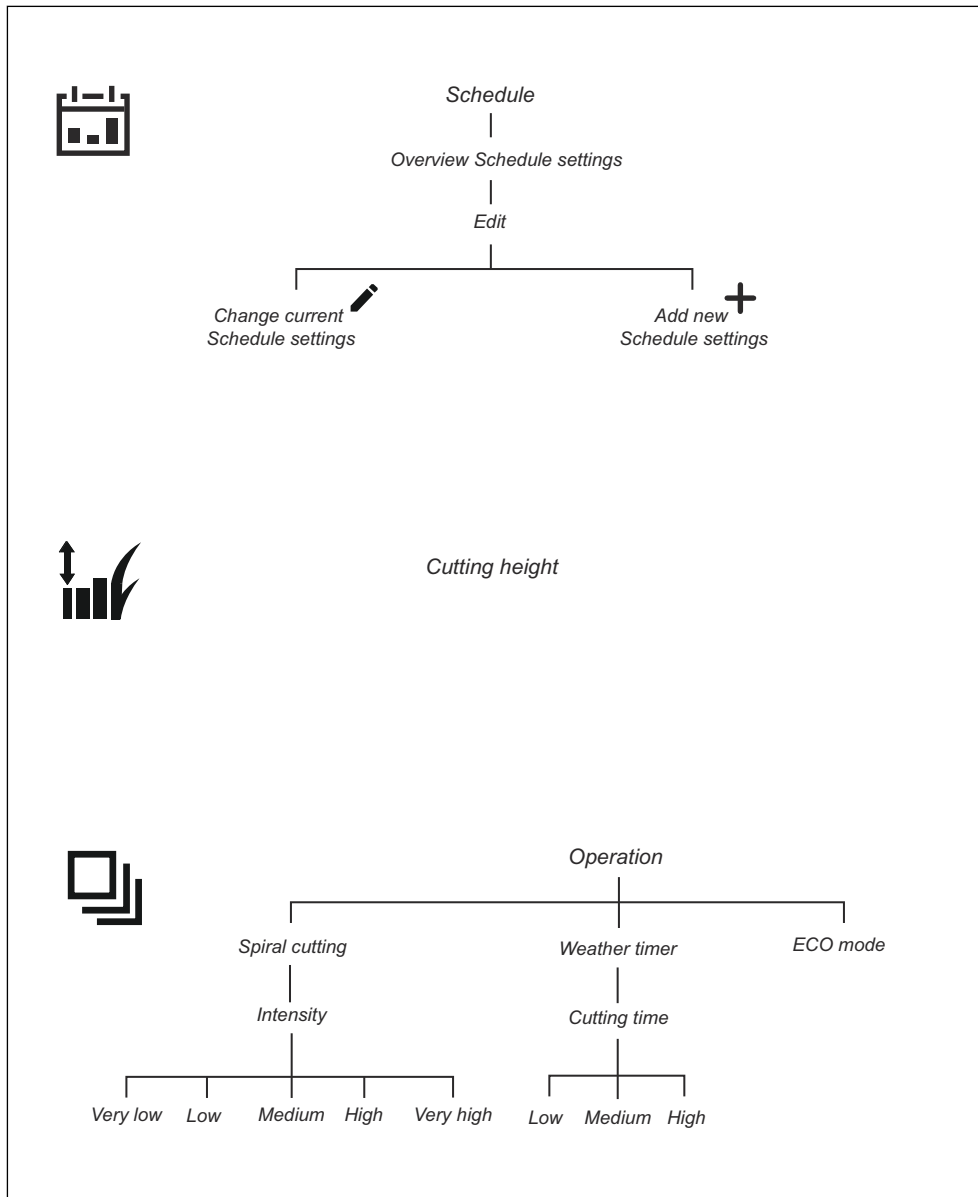 Schedule
Overview Schedule settings
Edit
Change current
Schedule settings
Add new
Schedule settings
Cutting height
Operation
Spiral cutting
Weather timer
ECO mode
Intensity
Cutting time
Very low
Low
Medium
High
Very high
Low
Medium
High